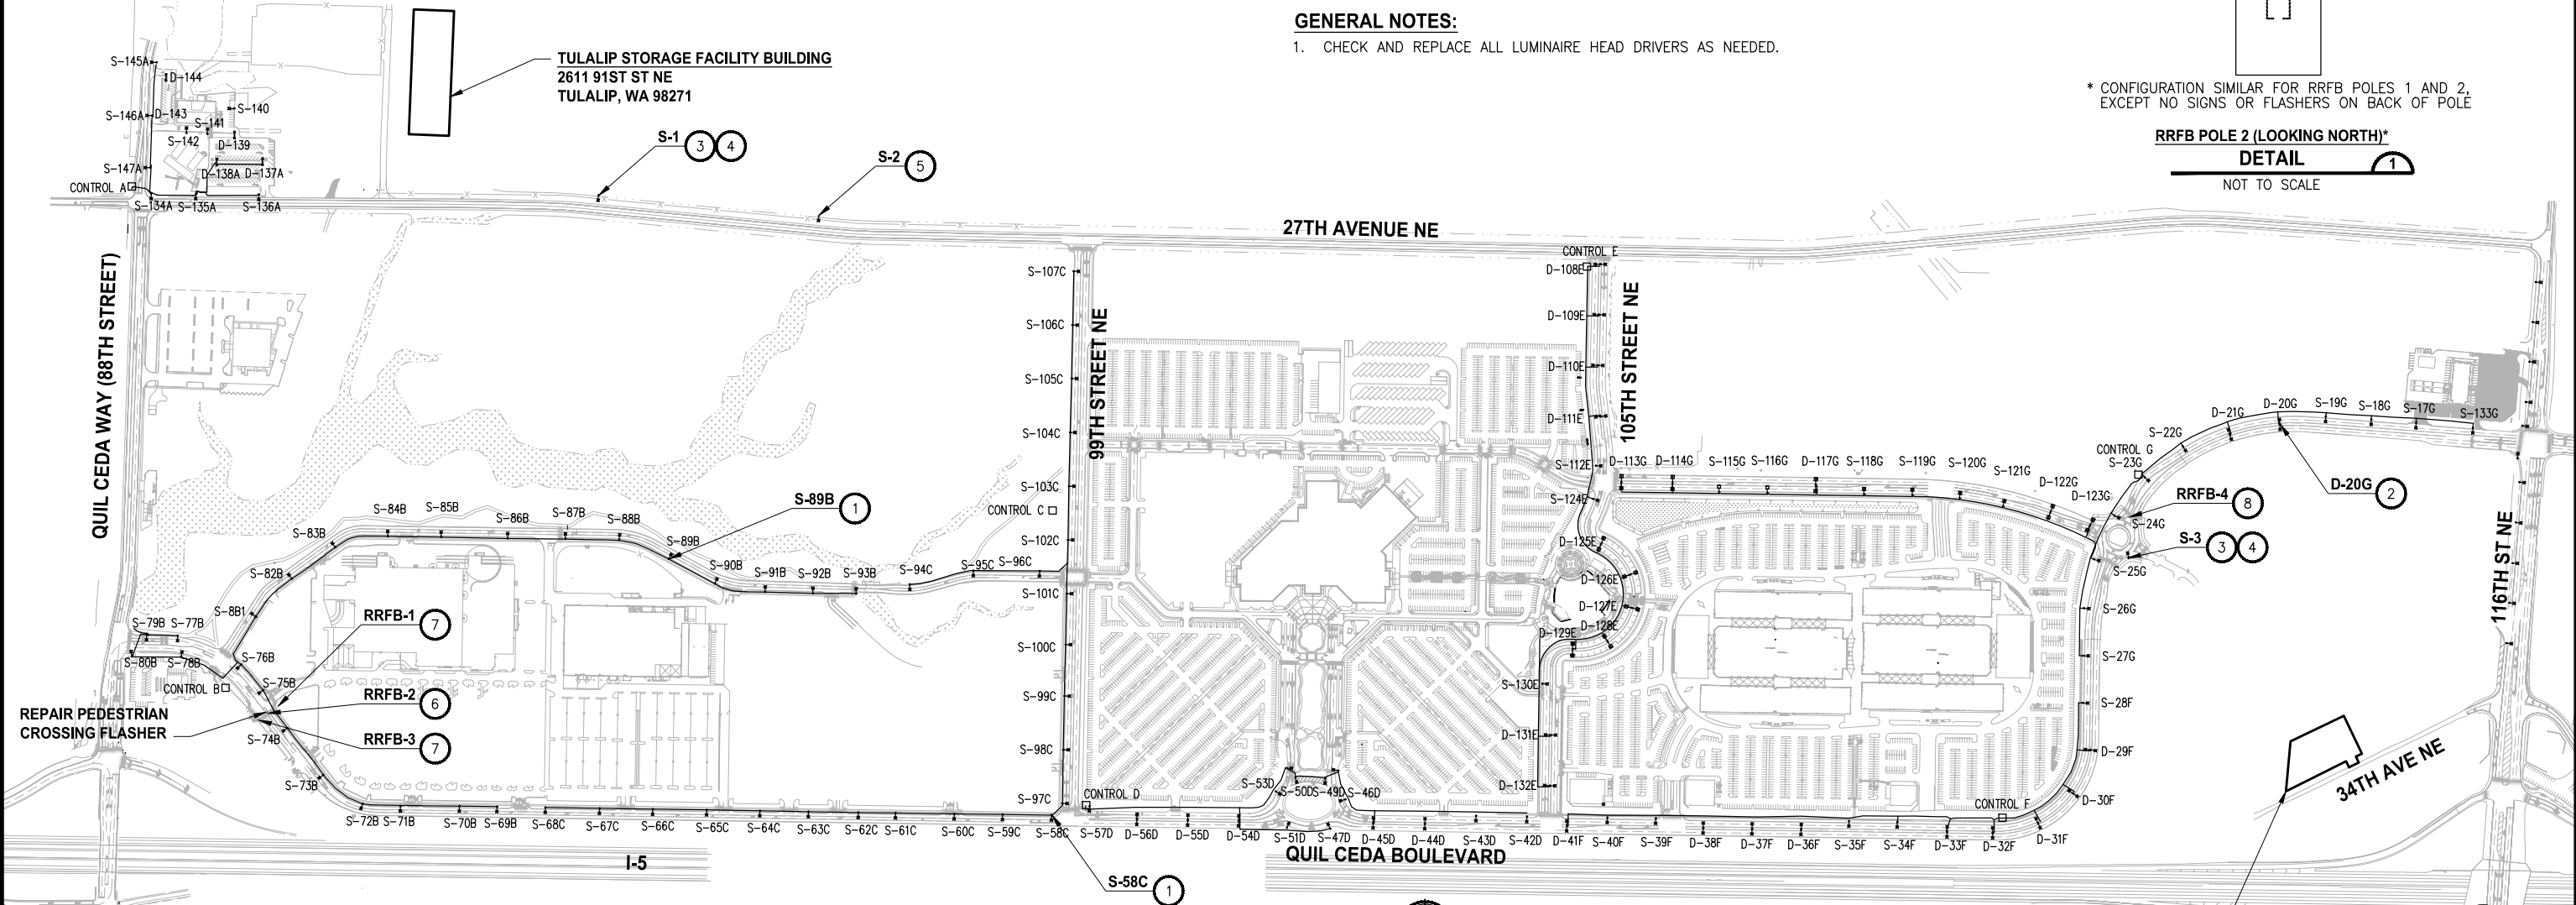 GENERAL NOTES:
1. CHECK AND REPLACE ALL LUMINAIRE HEAD DRIVERS AS NEEDED.
TULALIP STORAGE FACILITY BUILDING
2611 91ST ST NE
TULALIP, WA 98271
* CONFIGURATION SIMILAR FOR RRFB POLES 1 AND 2,
EXCEPT NO SIGNS OR FLASHERS ON BACK OF POLE
RRFB POLE 2 (LOOKING NORTH)*
DETAIL 1
NOT TO SCALE
S-145A
D-144
S-146A
D-143
S-140
S-141
S-142
D-139
S-147A
D-138A
D-137A
CONTROL A
S-134A
S-135A
S-136A
S-1 3 4
S-2 5
27TH AVENUE NE
QUIL CEDA WAY (88TH STREET)
S-107C
S-106C
S-105C
S-104C
S-103C
CONTROL C
S-102C
S-101C
S-100C
S-99C
S-98C
S-97C
99TH STREET NE
CONTROL E
D-108E
D-109E
D-110E
D-111E
S-112E
S-124E
D-125E
D-126E
D-127E
D-128E
D-129E
S-130E
D-131E
D-132E
105TH STREET NE
D-113G
D-114G
S-115G
S-116G
D-117G
S-118G
S-119G
S-120G
S-121G
D-122G
D-123G
CONTROL G
S-23G
S-22G
D-21G
D-20G
S-19G
S-18G
S-17G
S-133G
D-20G 2
RRFB-4 8
S-24G
S-3 3 4
S-25G
S-26G
S-27G
S-28F
D-29F
D-30F
CONTROL F
D-31F
116TH ST NE
34TH AVE NE
S-83B
S-84B
S-85B
S-86B
S-87B
S-88B
S-89B
S-89B 1
S-90B
S-91B
S-92B
S-93B
S-94C
S-95C
S-96C
S-82B
S-8B1
S-79B
S-77B
S-80B
S-78B
S-76B
CONTROL B
S-75B
RRFB-1 7
RRFB-2 6
RRFB-3 7
REPAIR PEDESTRIAN
CROSSING FLASHER
S-74B
S-73B
S-72B
S-71B
S-70B
S-69B
S-68C
S-67C
S-66C
S-65C
S-64C
S-63C
S-62C
S-61C
S-60C
S-59C
S-58C
S-57D
CONTROL D
D-56D
D-55D
D-54D
S-53D
S-50D
S-49D
S-46D
S-51D
S-47D
D-45D
D-44D
S-43D
S-42D
D-41F
S-40F
S-39F
D-38F
D-37F
D-36F
S-35F
S-34F
D-33F
D-32F
I-5
QUIL CEDA BOULEVARD
S-58C 1